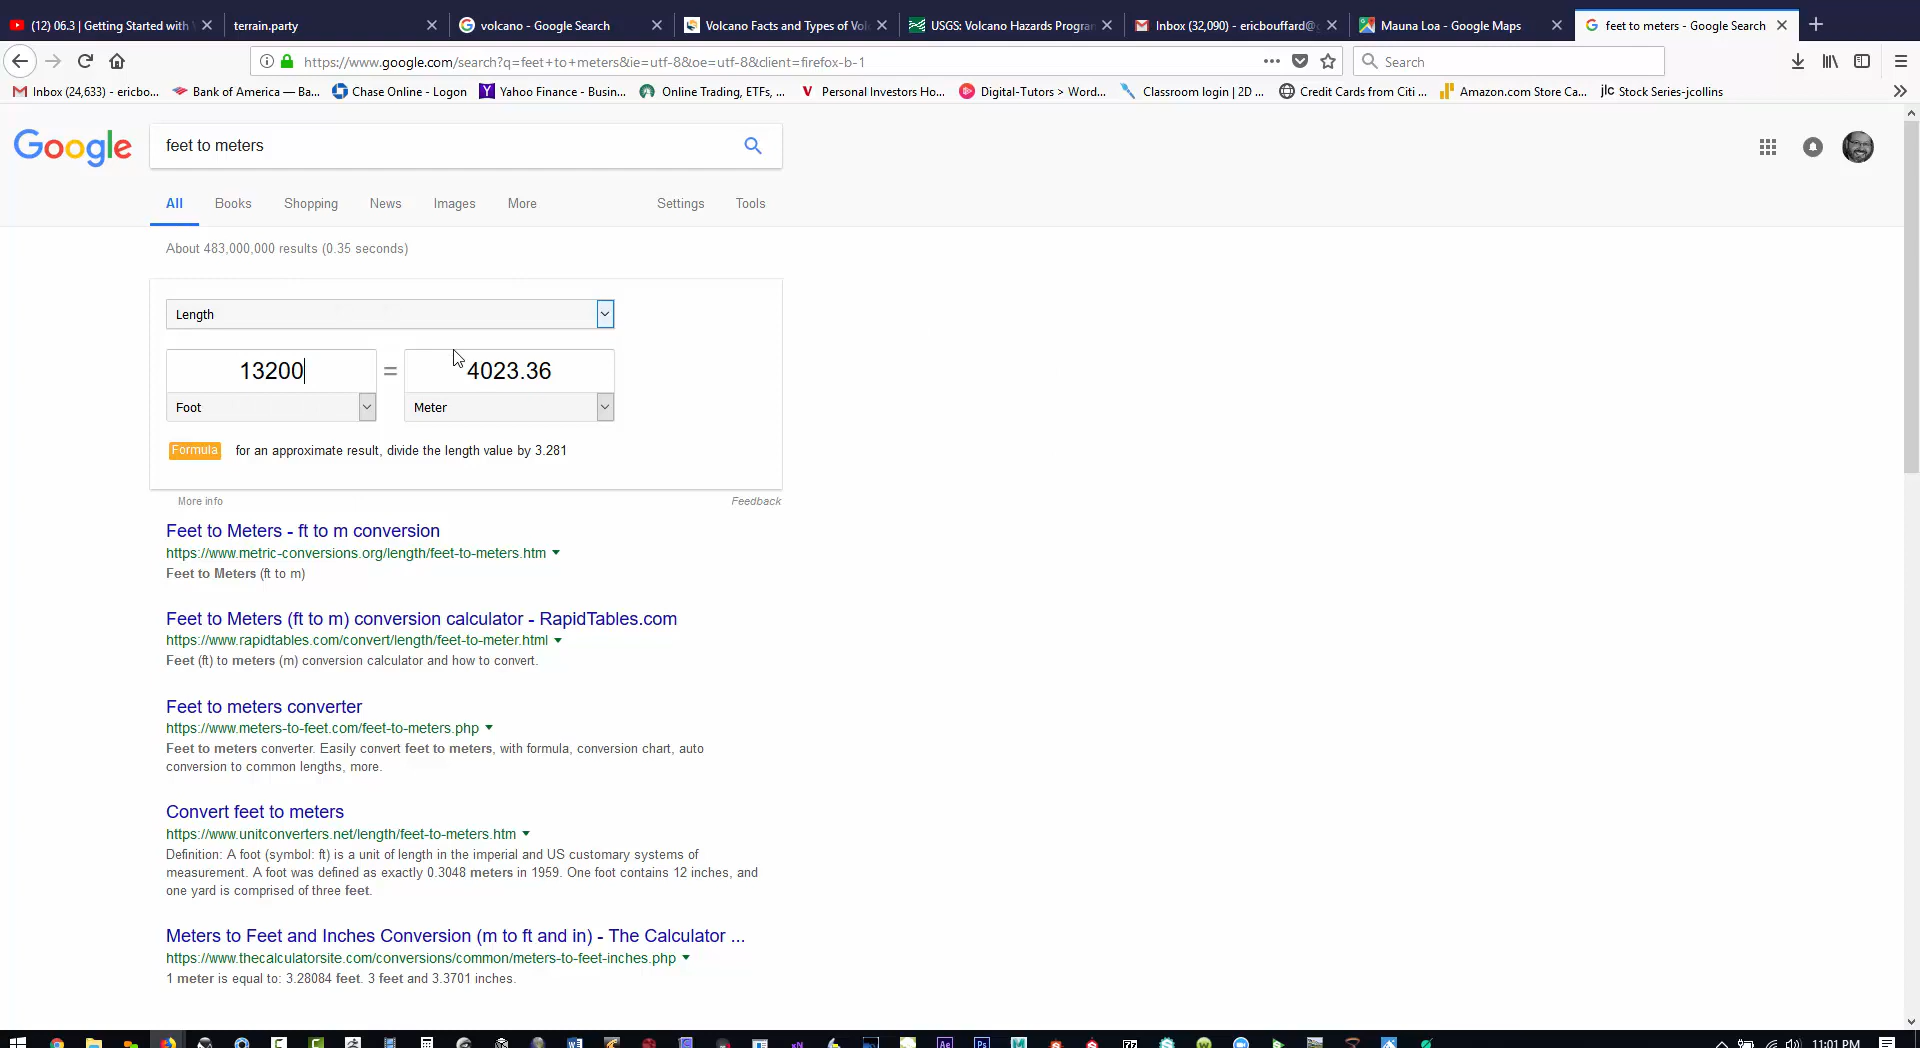 (12) 06.3 | Getting Started with
terrain.party
volcano - Google Search
Volcano Facts and Types of Vol
USGS: Volcano Hazards Program
Inbox (32,090) - ericbouffard@
Mauna Loa - Google Maps
feet to meters - Google Search
https://www.google.com/search?q=feet+to+meters&ie=utf-8&oe=utf-8&client=firefox-b-1
Search
Inbox (24,633) - ericbo...
Bank of America — Ba...
Chase Online - Logon
Yahoo Finance - Busin...
Online Trading, ETFs, ...
Personal Investors Ho...
Digital-Tutors > Word...
Classroom login | 2D ...
Credit Cards from Citi ...
Amazon.com Store Ca...
jlc Stock Series-jcollins
Google
feet to meters
All Books Shopping News Images More Settings Tools
About 483,000,000 results (0.35 seconds)
Length
13200 = 4023.36
Foot Meter
Formula for an approximate result, divide the length value by 3.281
More info Feedback
Feet to Meters - ft to m conversion
https://www.metric-conversions.org/length/feet-to-meters.htm
Feet to Meters (ft to m)
Feet to Meters (ft to m) conversion calculator - RapidTables.com
https://www.rapidtables.com/convert/length/feet-to-meter.html
Feet (ft) to meters (m) conversion calculator and how to convert.
Feet to meters converter
https://www.meters-to-feet.com/feet-to-meters.php
Feet to meters converter. Easily convert feet to meters, with formula, conversion chart, auto
conversion to common lengths, more.
Convert feet to meters
https://www.unitconverters.net/length/feet-to-meters.htm
Definition: A foot (symbol: ft) is a unit of length in the imperial and US customary systems of
measurement. A foot was defined as exactly 0.3048 meters in 1959. One foot contains 12 inches, and
one yard is comprised of three feet.
Meters to Feet and Inches Conversion (m to ft and in) - The Calculator ...
https://www.thecalculatorsite.com/conversions/common/meters-to-feet-inches.php
1 meter is equal to: 3.28084 feet. 3 feet and 3.3701 inches.
11:01 PM